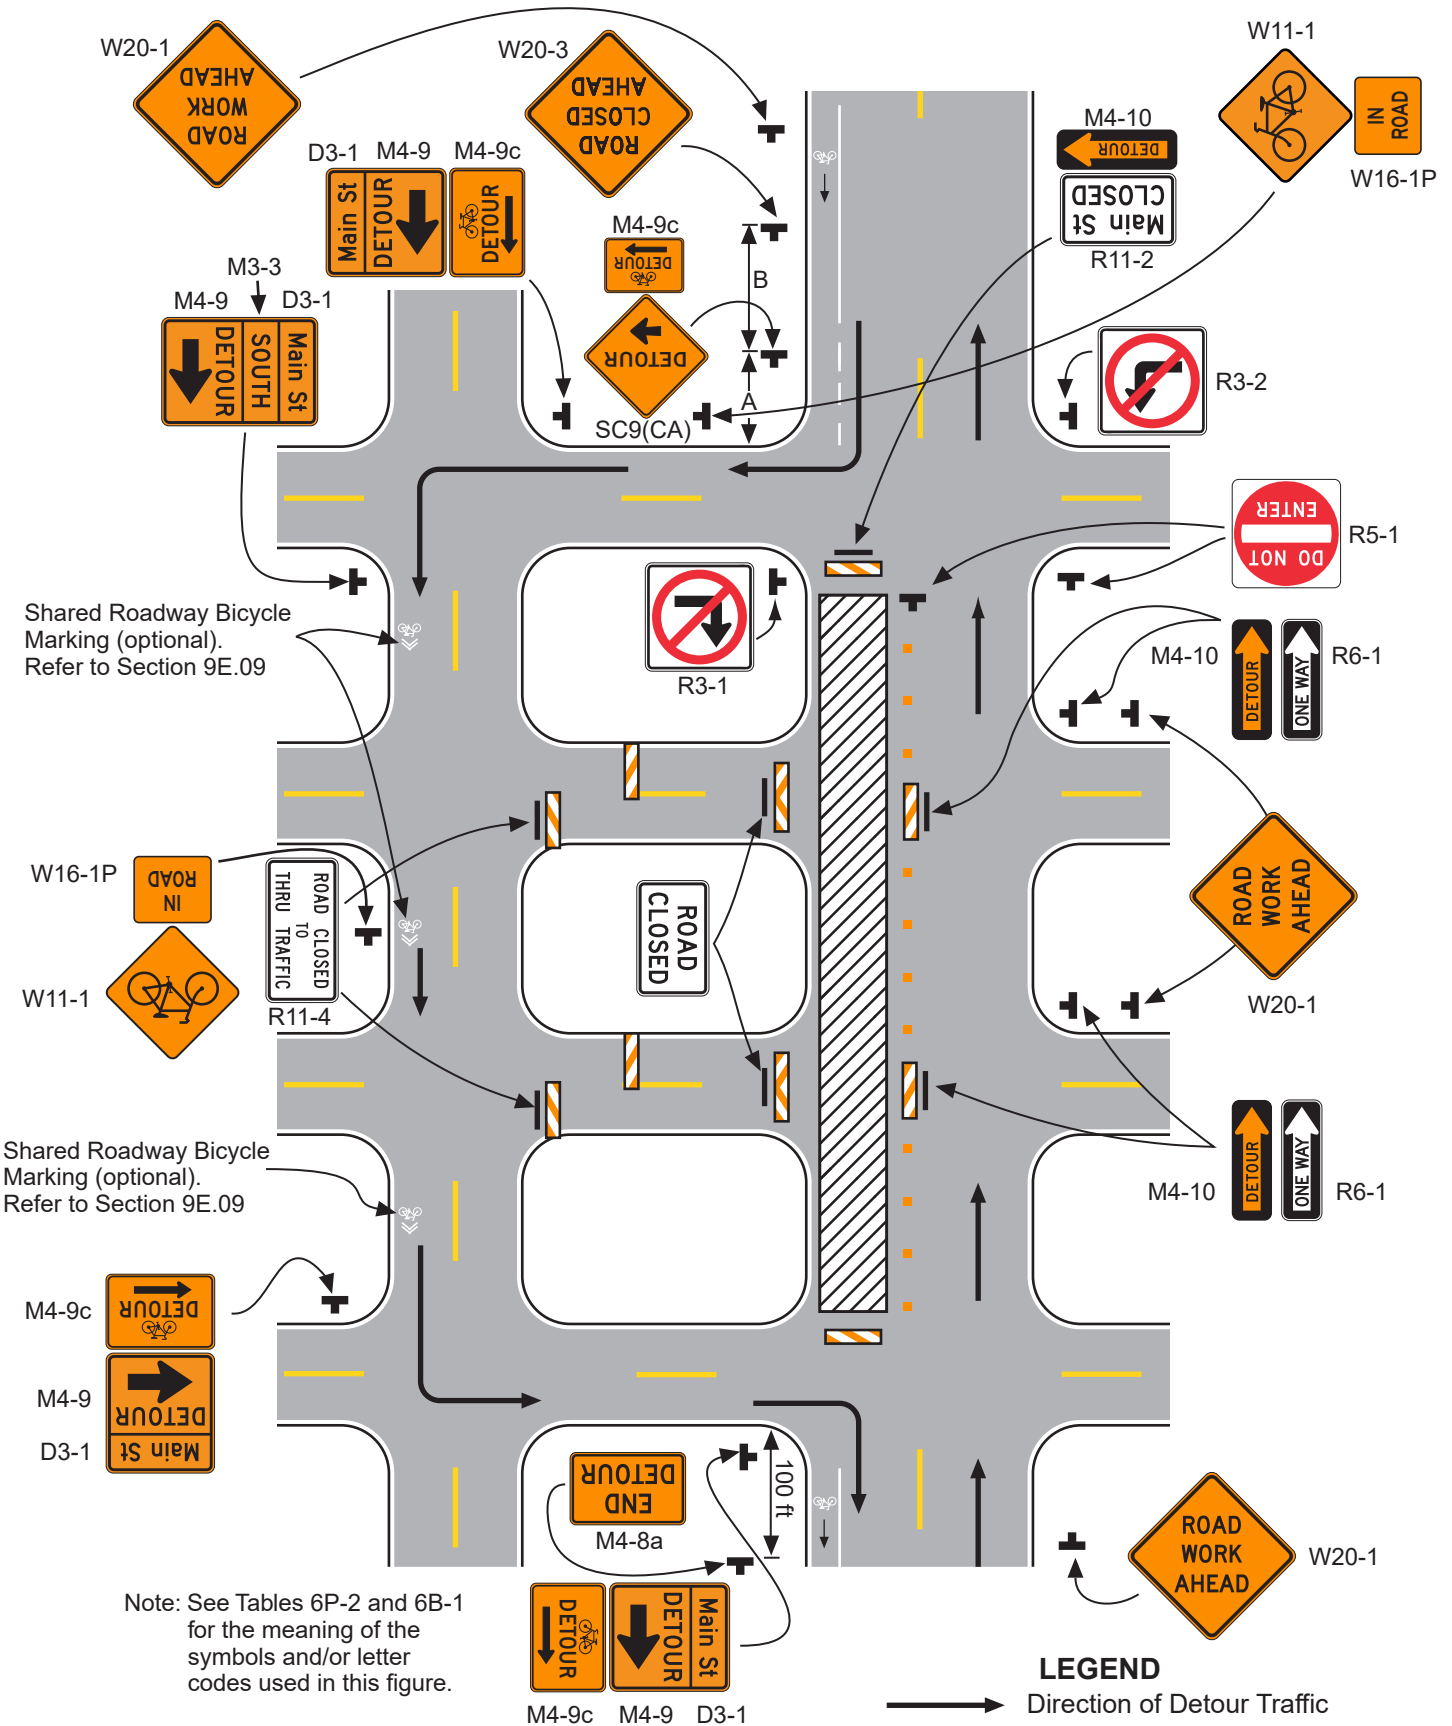 W20-1
ROAD
WORK
AHEAD
W20-3
ROAD
CLOSED
AHEAD
W11-1
IN
ROAD
W16-1P
M4-10
DETOUR
Main St
CLOSED
R11-2
D3-1 M4-9 M4-9c
Main St
DETOUR
DETOUR
M4-9c
DETOUR
DETOUR
SC9(CA)
B
A
M3-3
M4-9 D3-1
Main St
SOUTH
DETOUR
R3-2
DO NOT
ENTER
R5-1
R3-1
Shared Roadway Bicycle
Marking (optional).
Refer to Section 9E.09
M4-10
DETOUR
ONE WAY
R6-1
W16-1P
IN
ROAD
W11-1
ROAD CLOSED
TO
THRU TRAFFIC
R11-4
ROAD
CLOSED
ROAD
WORK
AHEAD
W20-1
Shared Roadway Bicycle
Marking (optional).
Refer to Section 9E.09
M4-10
DETOUR
ONE WAY
R6-1
M4-9c
DETOUR
M4-9
DETOUR
D3-1
Main St
END
DETOUR
M4-8a
100 ft
DETOUR
DETOUR
Main St
M4-9c M4-9 D3-1
ROAD
WORK
AHEAD
W20-1
Note: See Tables 6P-2 and 6B-1
for the meaning of the
symbols and/or letter
codes used in this figure.
LEGEND
Direction of Detour Traffic